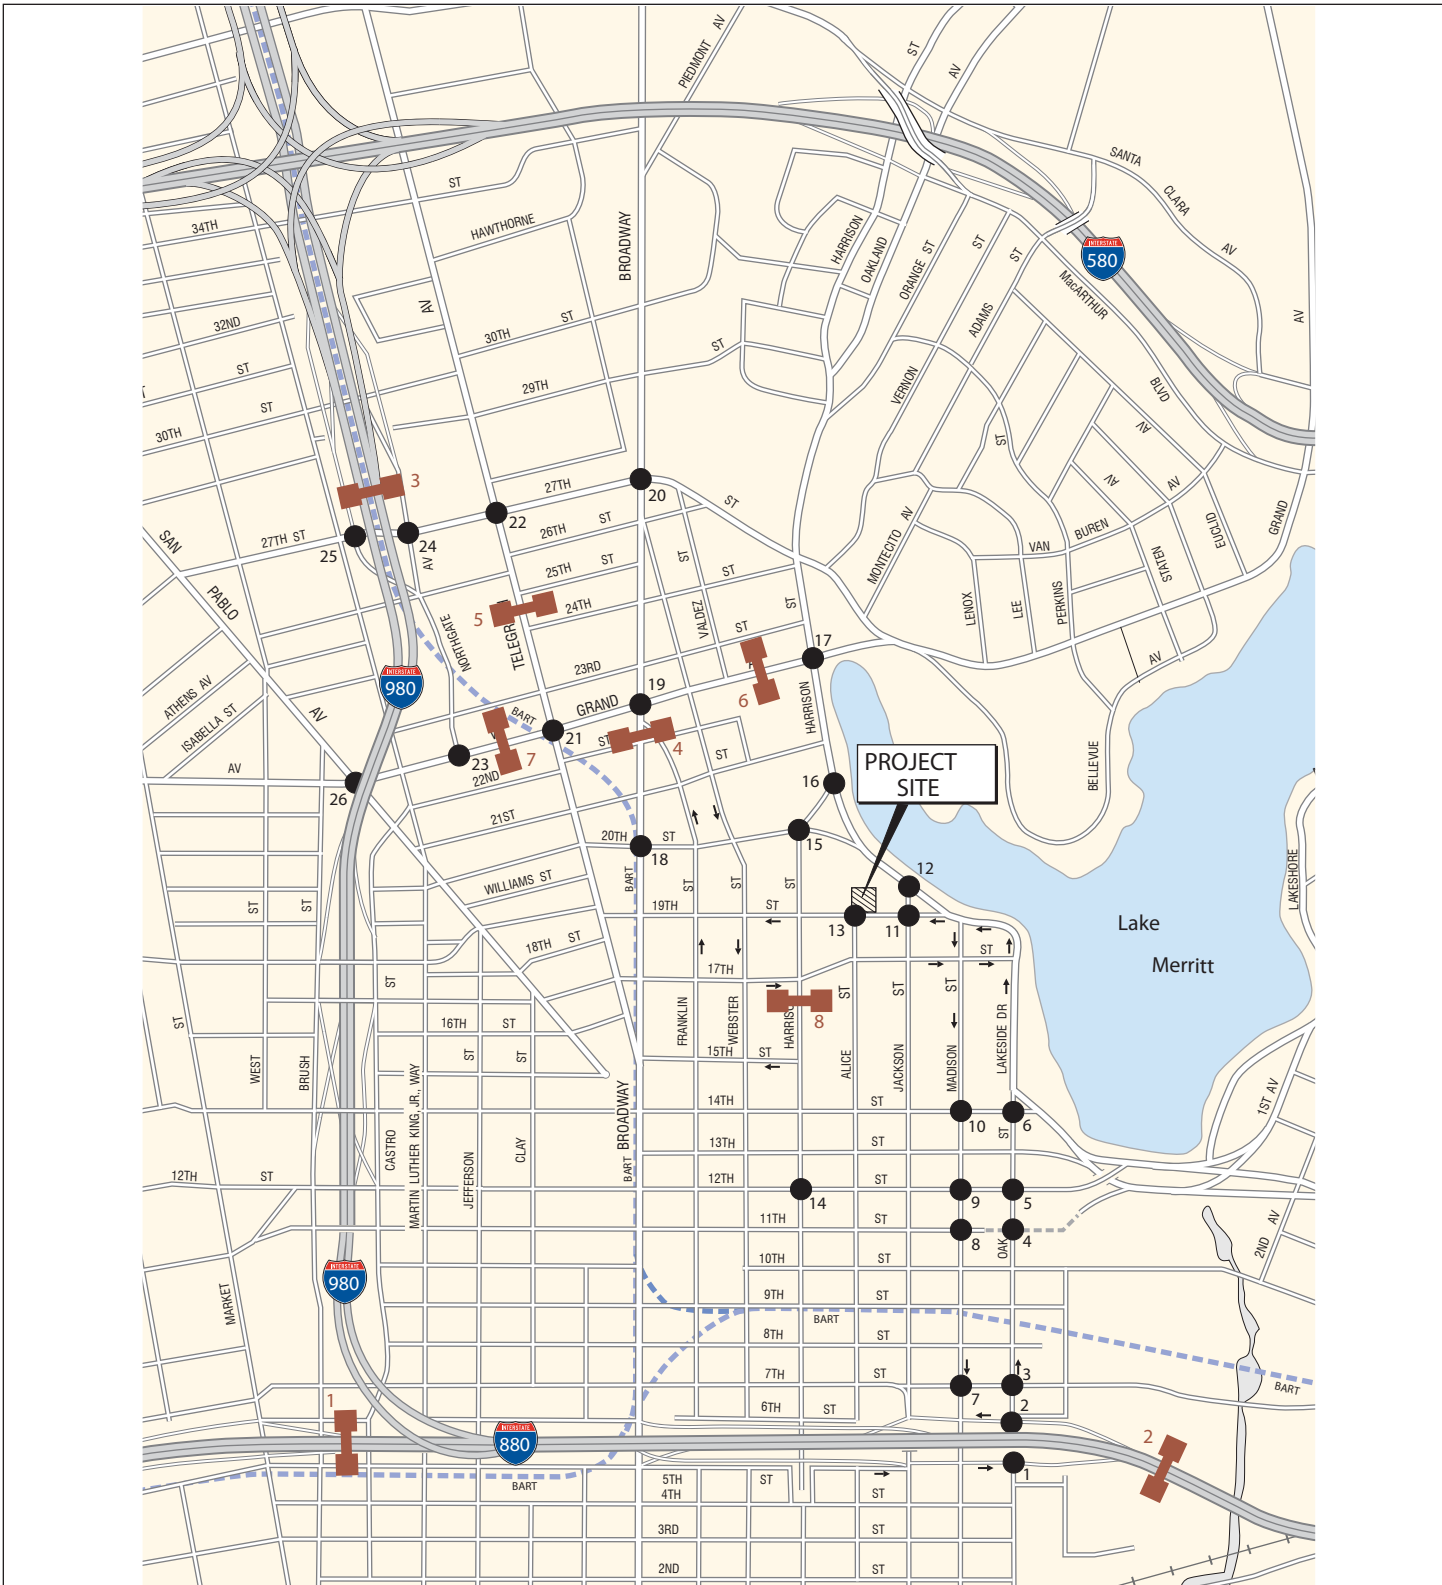 PIEDMONT AV
ST
AV
SANTA
CLARA
AV
AV
ST
HAWTHORNE
34TH
BROADWAY
HARRISON
OAKLAND
ORANGE ST
ST
ST
INTERSTATE
580
MacARTHUR
BLVD
32ND
AV
30TH
ST
ST
ADAMS
ST
ST
29TH
VERNON
30TH
ST
AV
3
27TH
20
ST
AV
AV
ST
SAN
27TH ST
25
24
22
26TH
ST
MONTECITO AV
VAN
BUREN
STATEN
EUCLID
GRAND
AV
25TH
ST
ST
ST
PABLO
5
24TH
VALDEZ
ST
LENOX
LEE
PERKINS
NORTHGATE
ST
17
AV
23RD
6
INTERSTATE
980
ATHENS AV
ISABELLA ST
AV
BART
GRAND
19
HARRISON
21
ST
4
ST
BELLEVUE
PROJECT
SITE
AV
23
7
22ND
16
26
21ST
20TH
ST
18
15
LAKESHORE
12
WILLIAMS ST
BART
ST
ST
ST
ST
ST
19TH
ST
13
11
Lake
Merritt
18TH
ST
ST
17TH
ST
ST
ST
ST
ST
16TH
ST
FRANKLIN
WEBSTER
8
LAKESIDE DR
WEST
BRUSH
ST
ST
15TH
ST
ALICE
JACKSON
MADISON
1ST AV
MARTIN LUTHER KING, JR., WAY
BROADWAY
14TH
ST
10
6
CASTRO
CLAY
13TH
ST
ST
12TH
ST
JEFFERSON
BART
12TH
ST
14
9
5
11TH
ST
8
OAK
4
2ND AV
10TH
ST
INTERSTATE
980
MARKET
9TH
ST
BART
8TH
ST
7TH
ST
3
BART
7
1
6TH
ST
2
INTERSTATE
880
2
1
BART
5TH
ST
4TH
ST
3RD
ST
2ND
ST